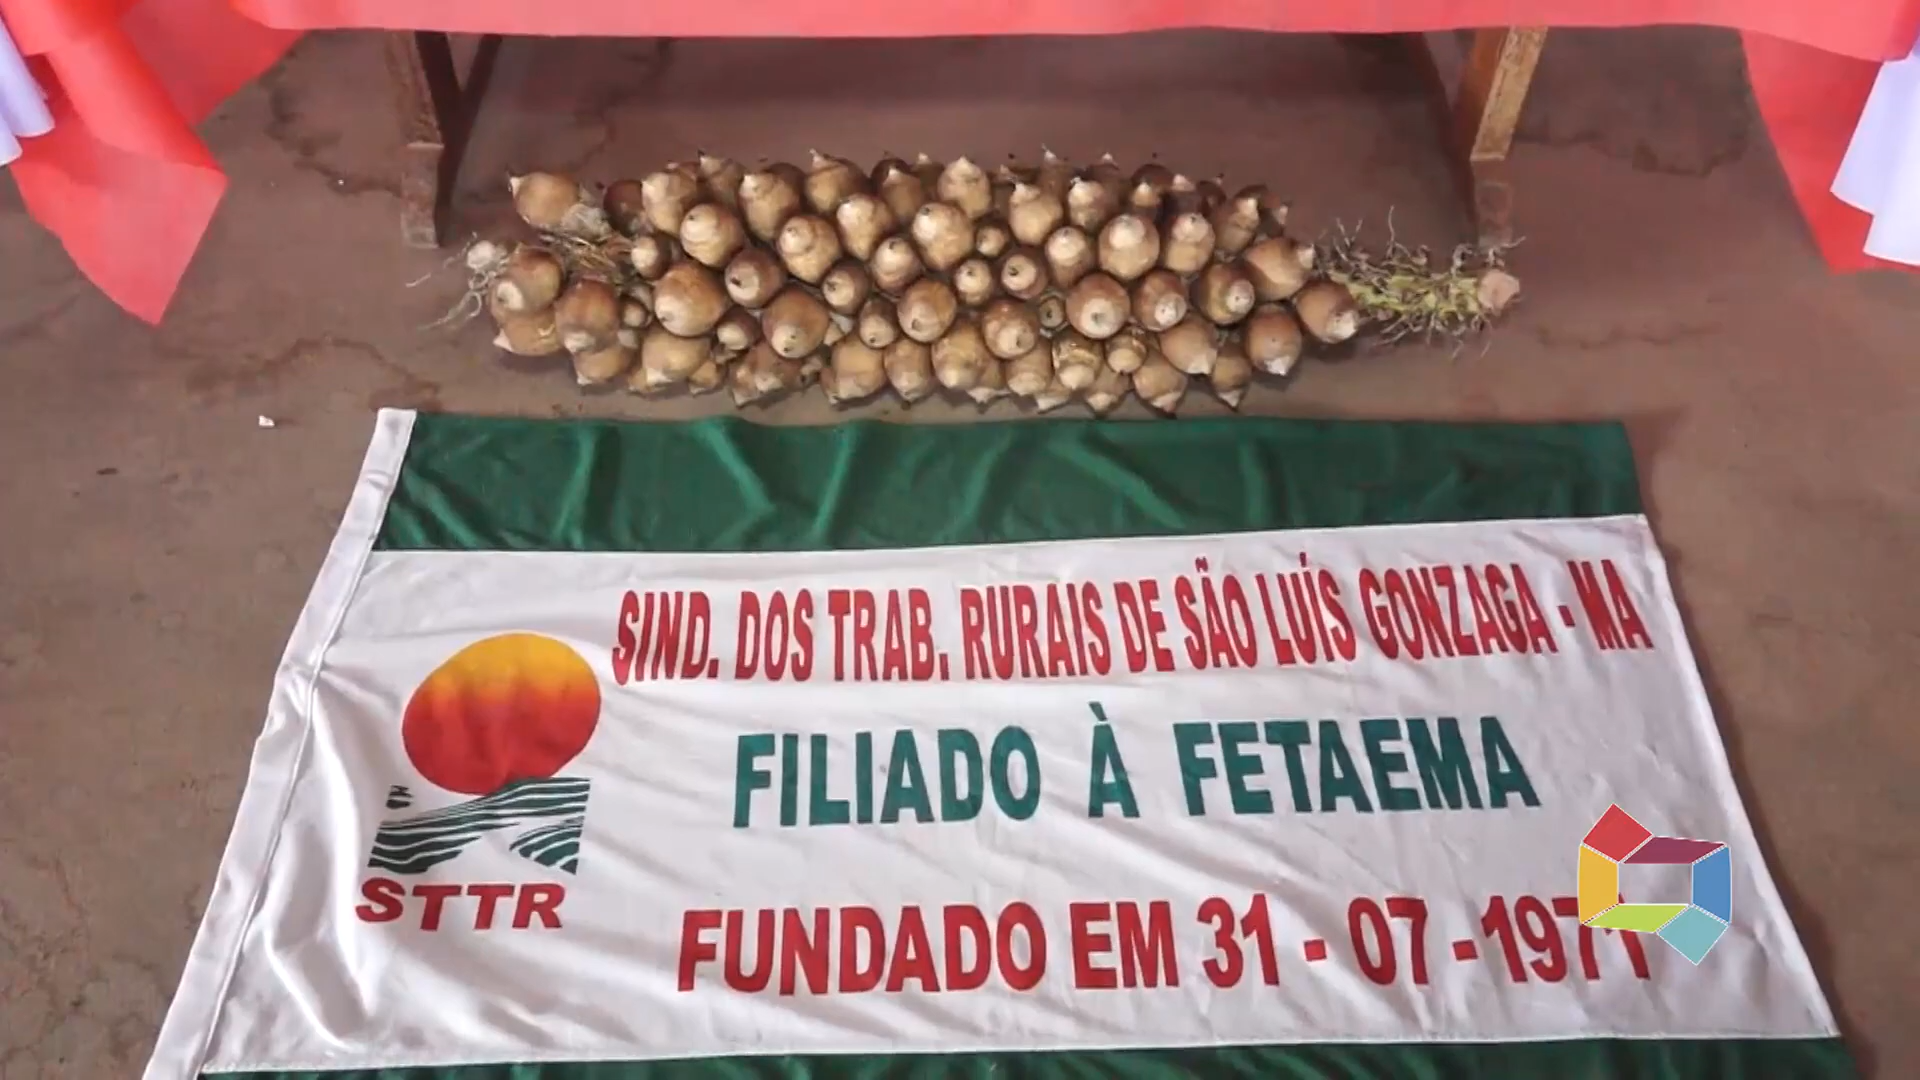 SIND. DOS TRAB. RURAIS DE SÃO LUÍS GONZAGA - MA
FILIADO À FETAEMA
STTR
FUNDADO EM 31 - 07 - 1971